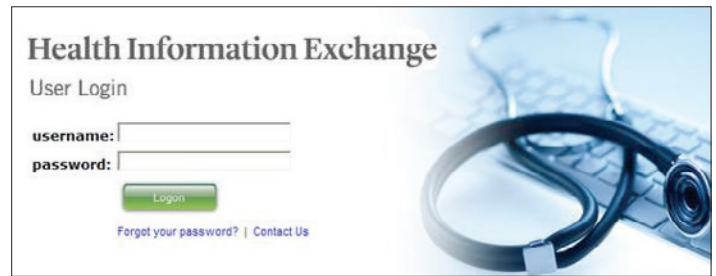 Health Information Exchange
User Login
username:
password:
Logon
Forgot your password? | Contact Us